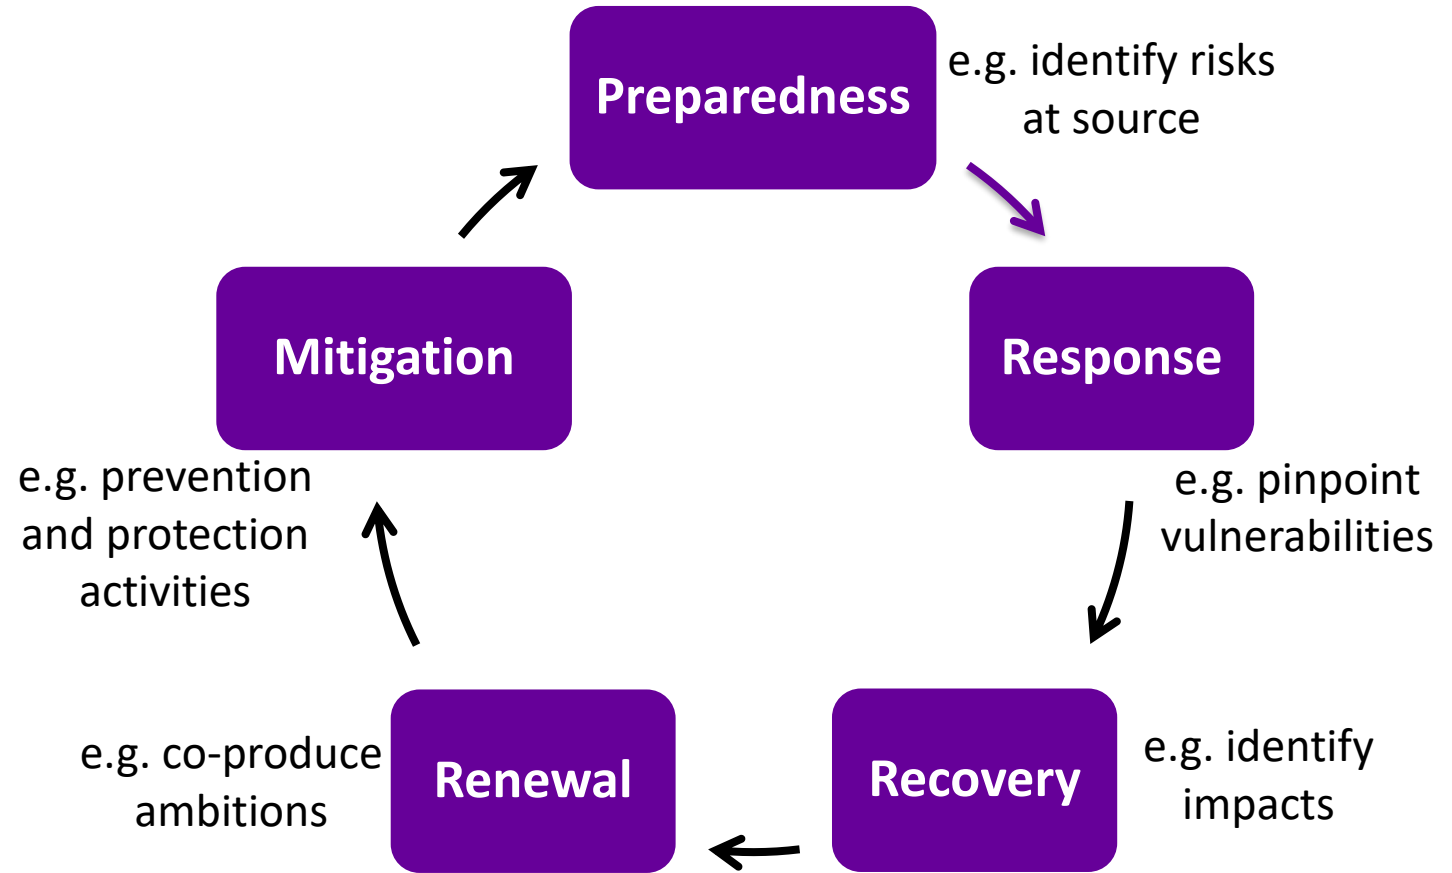 Preparedness
e.g. identify risks
at source
Response
e.g. pinpoint
vulnerabilities
Recovery
e.g. identify
impacts
Renewal
e.g. co-produce
ambitions
Mitigation
e.g. prevention
and protection
activities